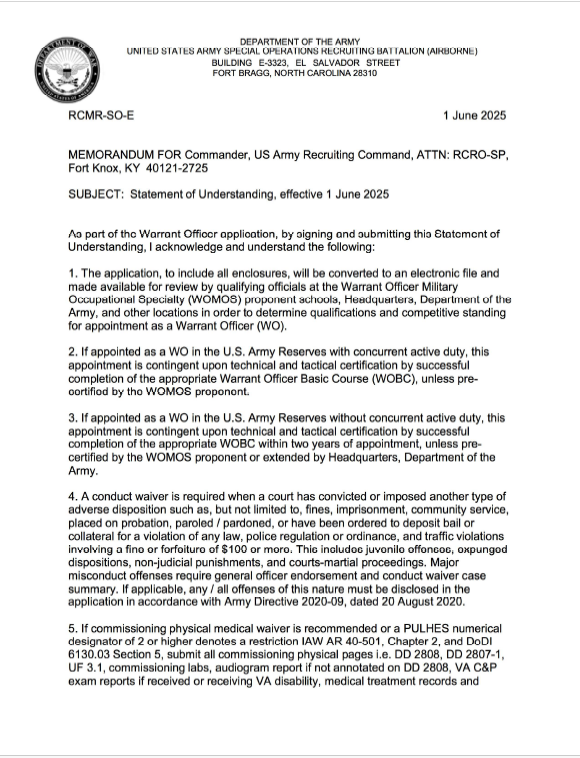 DEPARTMENT OF THE ARMY
UNITED STATES ARMY SPECIAL OPERATIONS RECRUITING BATTALION (AIRBORNE)
BUILDING E-3323, EL SALVADOR STREET
FORT BRAGG, NORTH CAROLINA 28310
RCMR-SO-E 1 June 2025
MEMORANDUM FOR Commander, US Army Recruiting Command, ATTN: RCRO-SP,
Fort Knox, KY 40121-2725
SUBJECT: Statement of Understanding, effective 1 June 2025
As part of the Warrant Officer application, by signing and submitting this Statement of
Understanding, I acknowledge and understand the following:
1. The application, to include all enclosures, will be converted to an electronic file and
made available for review by qualifying officials at the Warrant Officer Military
Occupational Specialty (WOMOS) proponent schools, Headquarters, Department of the
Army, and other locations in order to determine qualifications and competitive standing
for appointment as a Warrant Officer (WO).
2. If appointed as a WO in the U.S. Army Reserves with concurrent active duty, this
appointment is contingent upon technical and tactical certification by successful
completion of the appropriate Warrant Officer Basic Course (WOBC), unless pre-
certified by the WOMOS proponent.
3. If appointed as a WO in the U.S. Army Reserves without concurrent active duty, this
appointment is contingent upon technical and tactical certification by successful
completion of the appropriate WOBC within two years of appointment, unless pre-
certified by the WOMOS proponent or extended by Headquarters, Department of the
Army.
4. A conduct waiver is required when a court has convicted or imposed another type of
adverse disposition such as, but not limited to, fines, imprisonment, community service,
placed on probation, paroled / pardoned, or have been ordered to deposit bail or
collateral for a violation of any law, police regulation or ordinance, and traffic violations
involving a fine or forfeiture of $100 or more. This includes juvenile offences, expunged
dispositions, non-judicial punishments, and courts-martial proceedings. Major
misconduct offenses require general officer endorsement and conduct waiver case
summary. If applicable, any / all offenses of this nature must be disclosed in the
application in accordance with Army Directive 2020-09, dated 20 August 2020.
5. If commissioning physical medical waiver is recommended or a PULHES numerical
designator of 2 or higher denotes a restriction IAW AR 40-501, Chapter 2, and DoDI
6130.03 Section 5, submit all commissioning physical pages i.e. DD 2808, DD 2807-1,
UF 3.1, commissioning labs, audiogram report if not annotated on DD 2808, VA C&P
exam reports if received or receiving VA disability, medical treatment records and